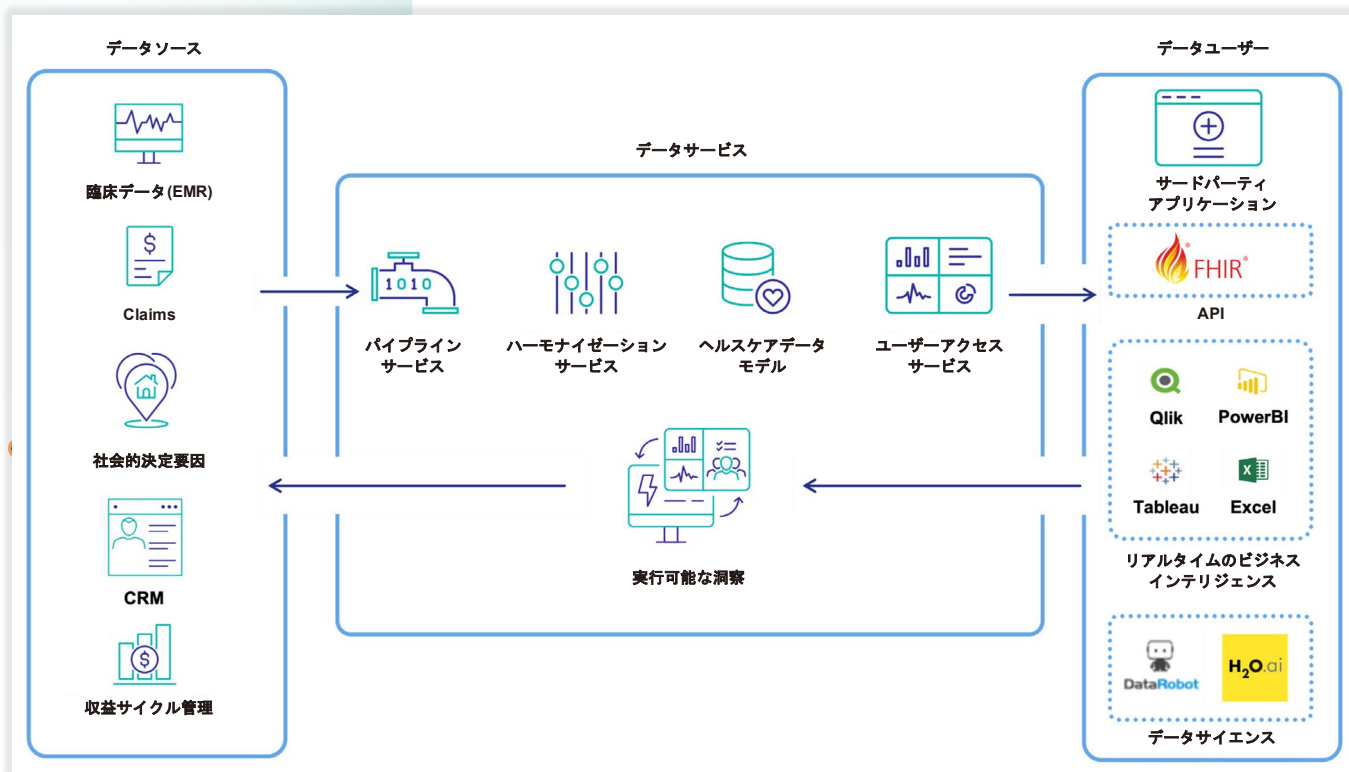 データソース
臨床データ(EMR)
$
Claims
社会的決定要因
CRM
$
収益サイクル管理
データサービス
1010
パイプライン
サービス
ハーモナイゼーション
サービス
ヘルスケアデータ
モデル
ユーザーアクセス
サービス
実行可能な洞察
データユーザー
サードパーティ
アプリケーション
FHIR®
API
Qlik
PowerBI
Tableau
Excel
リアルタイムのビジネス
インテリジェンス
DataRobot
H₂O.ai
データサイエンス